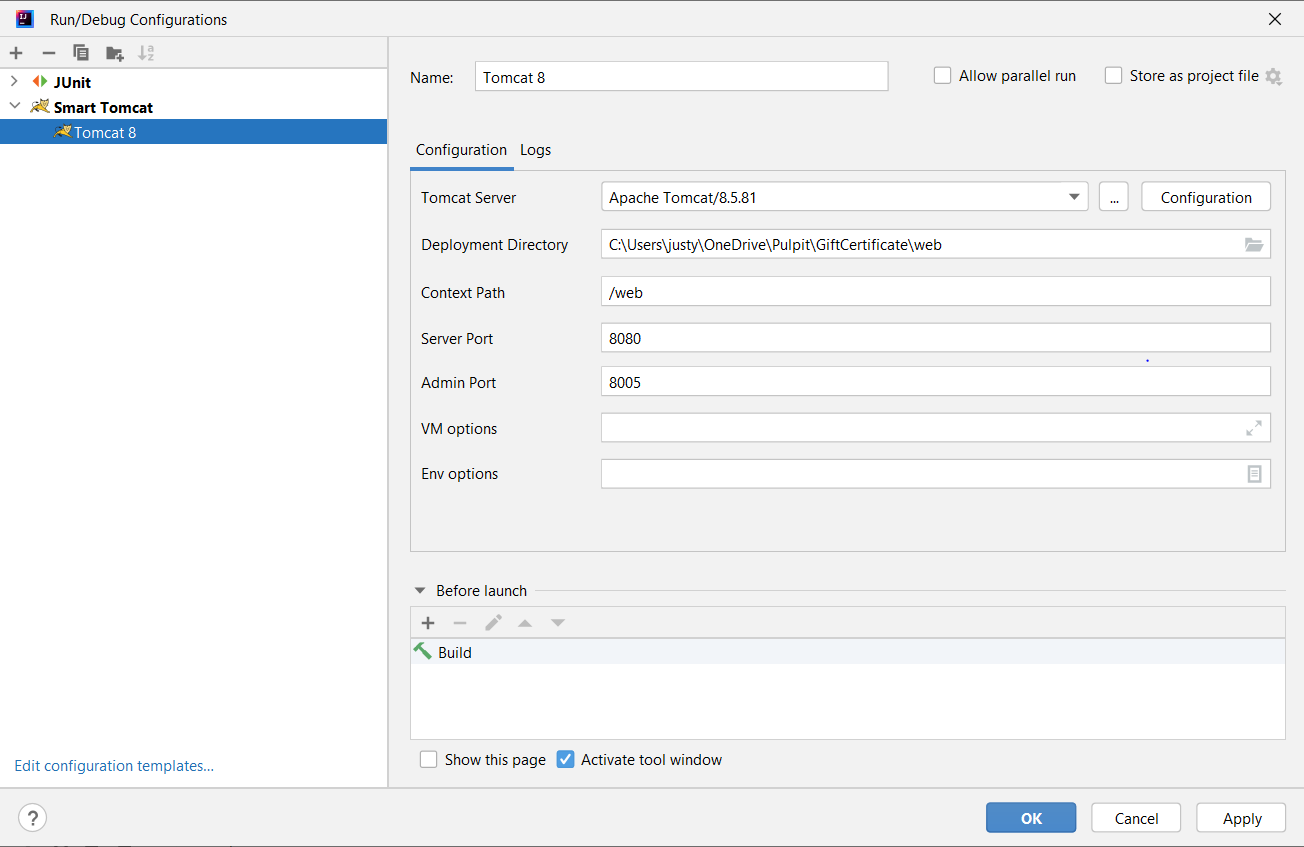 Run/Debug Configurations
JUnit
Smart Tomcat
Tomcat 8
Edit configuration templates...
Name: Tomcat 8
Allow parallel run
Store as project file
Configuration Logs
Tomcat Server Apache Tomcat/8.5.81 ... Configuration
Deployment Directory C:\Users\justy\OneDrive\Pulpit\GiftCertificate\web
Context Path /web
Server Port 8080
Admin Port 8005
VM options
Env options
Before launch
Build
Show this page Activate tool window
? OK Cancel Apply